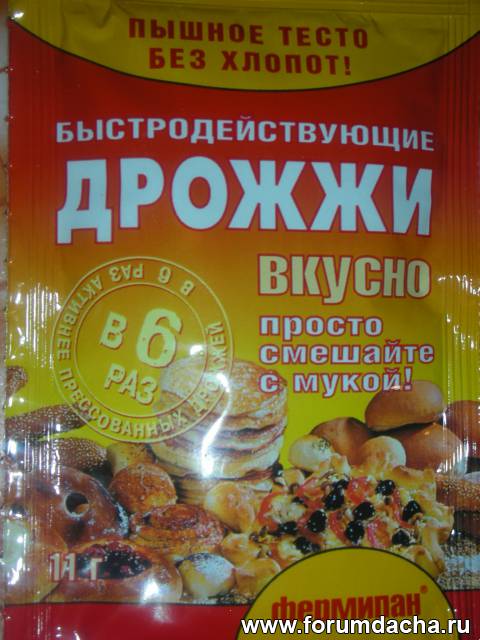 ПЫШНОЕ ТЕСТО
БЕЗ ХЛОПОТ!
БЫСТРОДЕЙСТВУЮЩИЕ
ДРОЖЖИ
ВКУСНО
просто
смешайте
с мукой!
В 6 РАЗ АКТИВНЕЕ ПРЕССОВАННЫХ ДРОЖЖЕЙ
В 6
РАЗ
11 г
фермипан®
www.forumdacha.ru